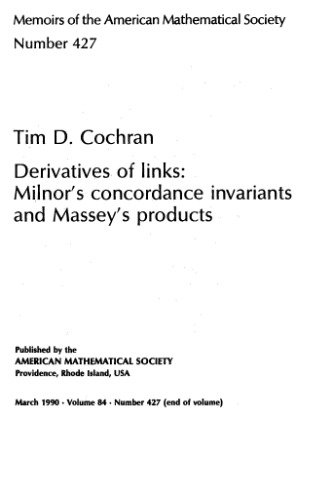 Memoirs of the American Mathematical Society
Number 427
Tim D. Cochran
Derivatives of links:
Milnor's concordance invariants
and Massey's products
Published by the
AMERICAN MATHEMATICAL SOCIETY
Providence, Rhode Island, USA
March 1990 · Volume 84 · Number 427 (end of volume)